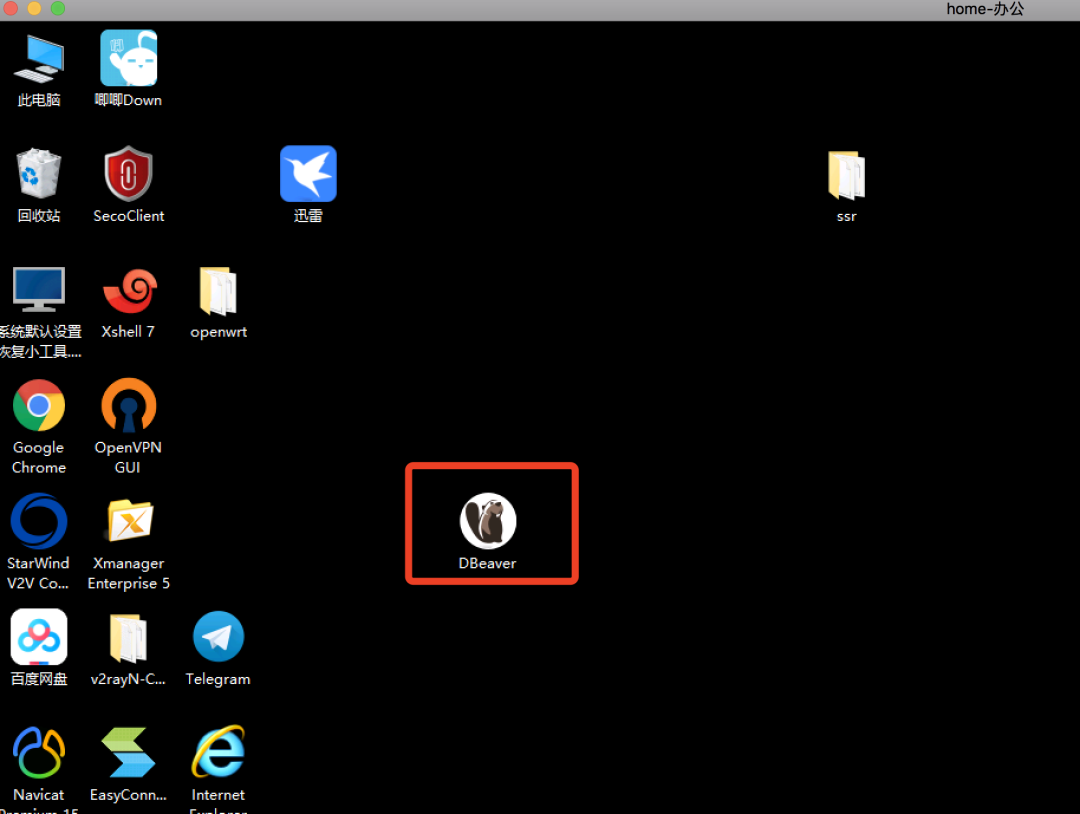 home-办公
此电脑
唧唧Down
回收站
SecoClient
迅雷
ssr
系统默认设置
恢复小工具....
Xshell 7
openwrt
Google
Chrome
OpenVPN
GUI
StarWind
V2V Co...
Xmanager
Enterprise 5
DBeaver
百度网盘
v2rayN-C...
Telegram
Navicat
Premium 15
EasyConn...
Internet
Explorer